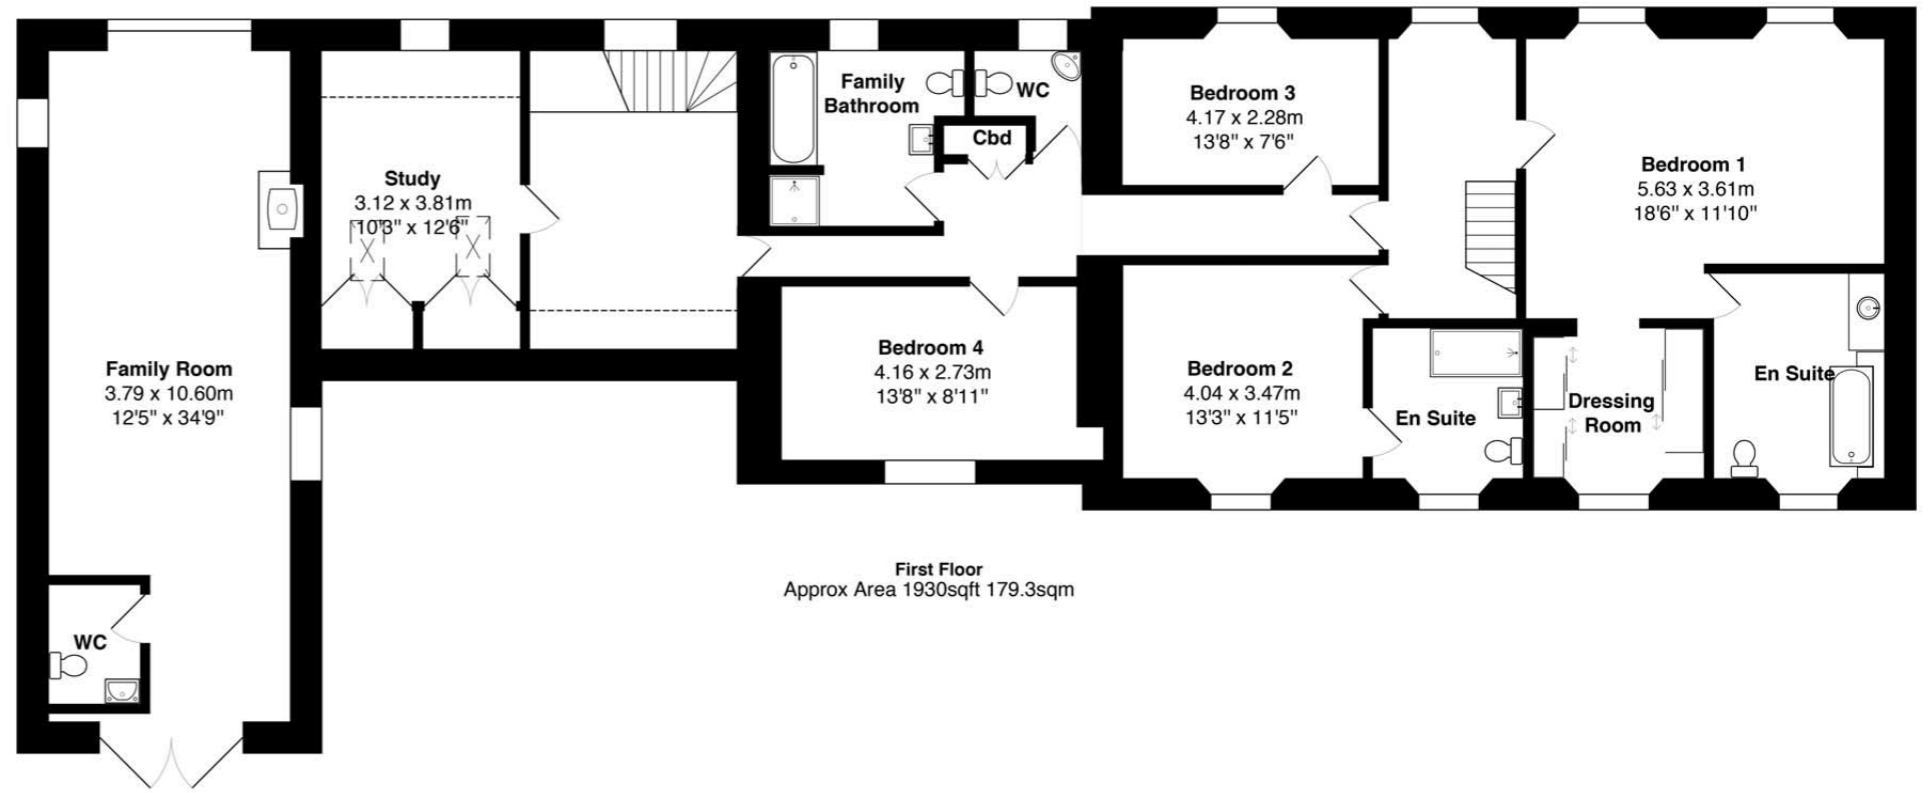 Family
Bathroom
WC
Cbd
Bedroom 3
4.17 x 2.28m
13'8" x 7'6"
Bedroom 1
5.63 x 3.61m
18'6" x 11'10"
Study
3.12 x 3.81m
10'3" x 12'6"
Family Room
3.79 x 10.60m
12'5" x 34'9"
Bedroom 4
4.16 x 2.73m
13'8" x 8'11"
Bedroom 2
4.04 x 3.47m
13'3" x 11'5"
En Suite
Dressing
Room
En Suite
WC
First Floor
Approx Area 1930sqft 179.3sqm